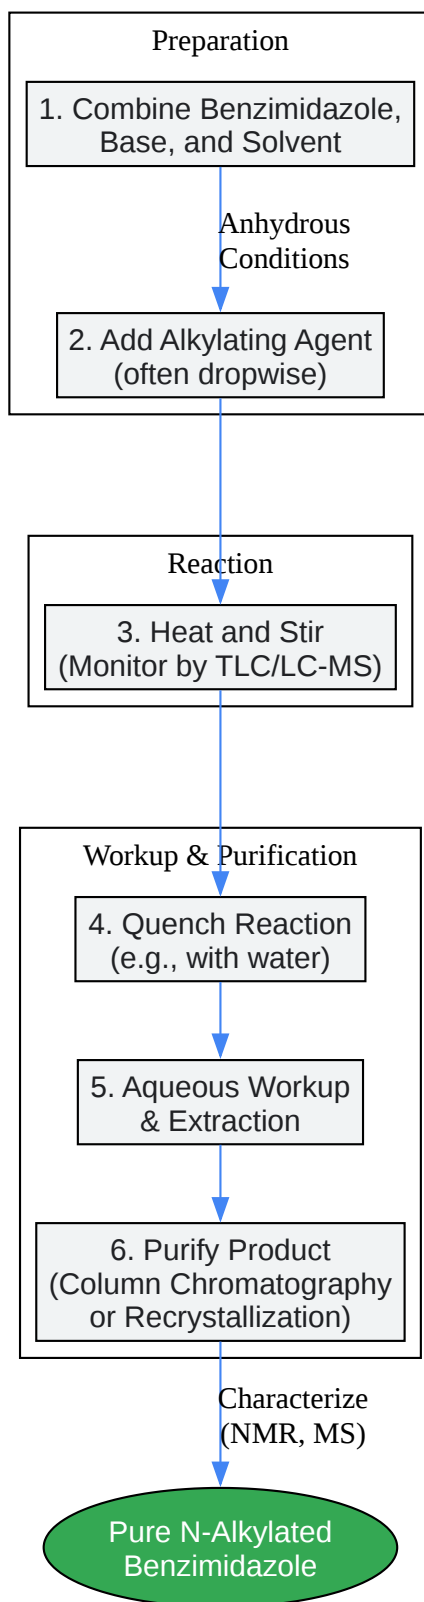 Preparation
1. Combine Benzimidazole,
Base, and Solvent
Anhydrous
Conditions
2. Add Alkylating Agent
(often dropwise)
Reaction
3. Heat and Stir
(Monitor by TLC/LC-MS)
Workup & Purification
4. Quench Reaction
(e.g., with water)
5. Aqueous Workup
& Extraction
6. Purify Product
(Column Chromatography
or Recrystallization)
Characterize
(NMR, MS)
Pure N-Alkylated
Benzimidazole